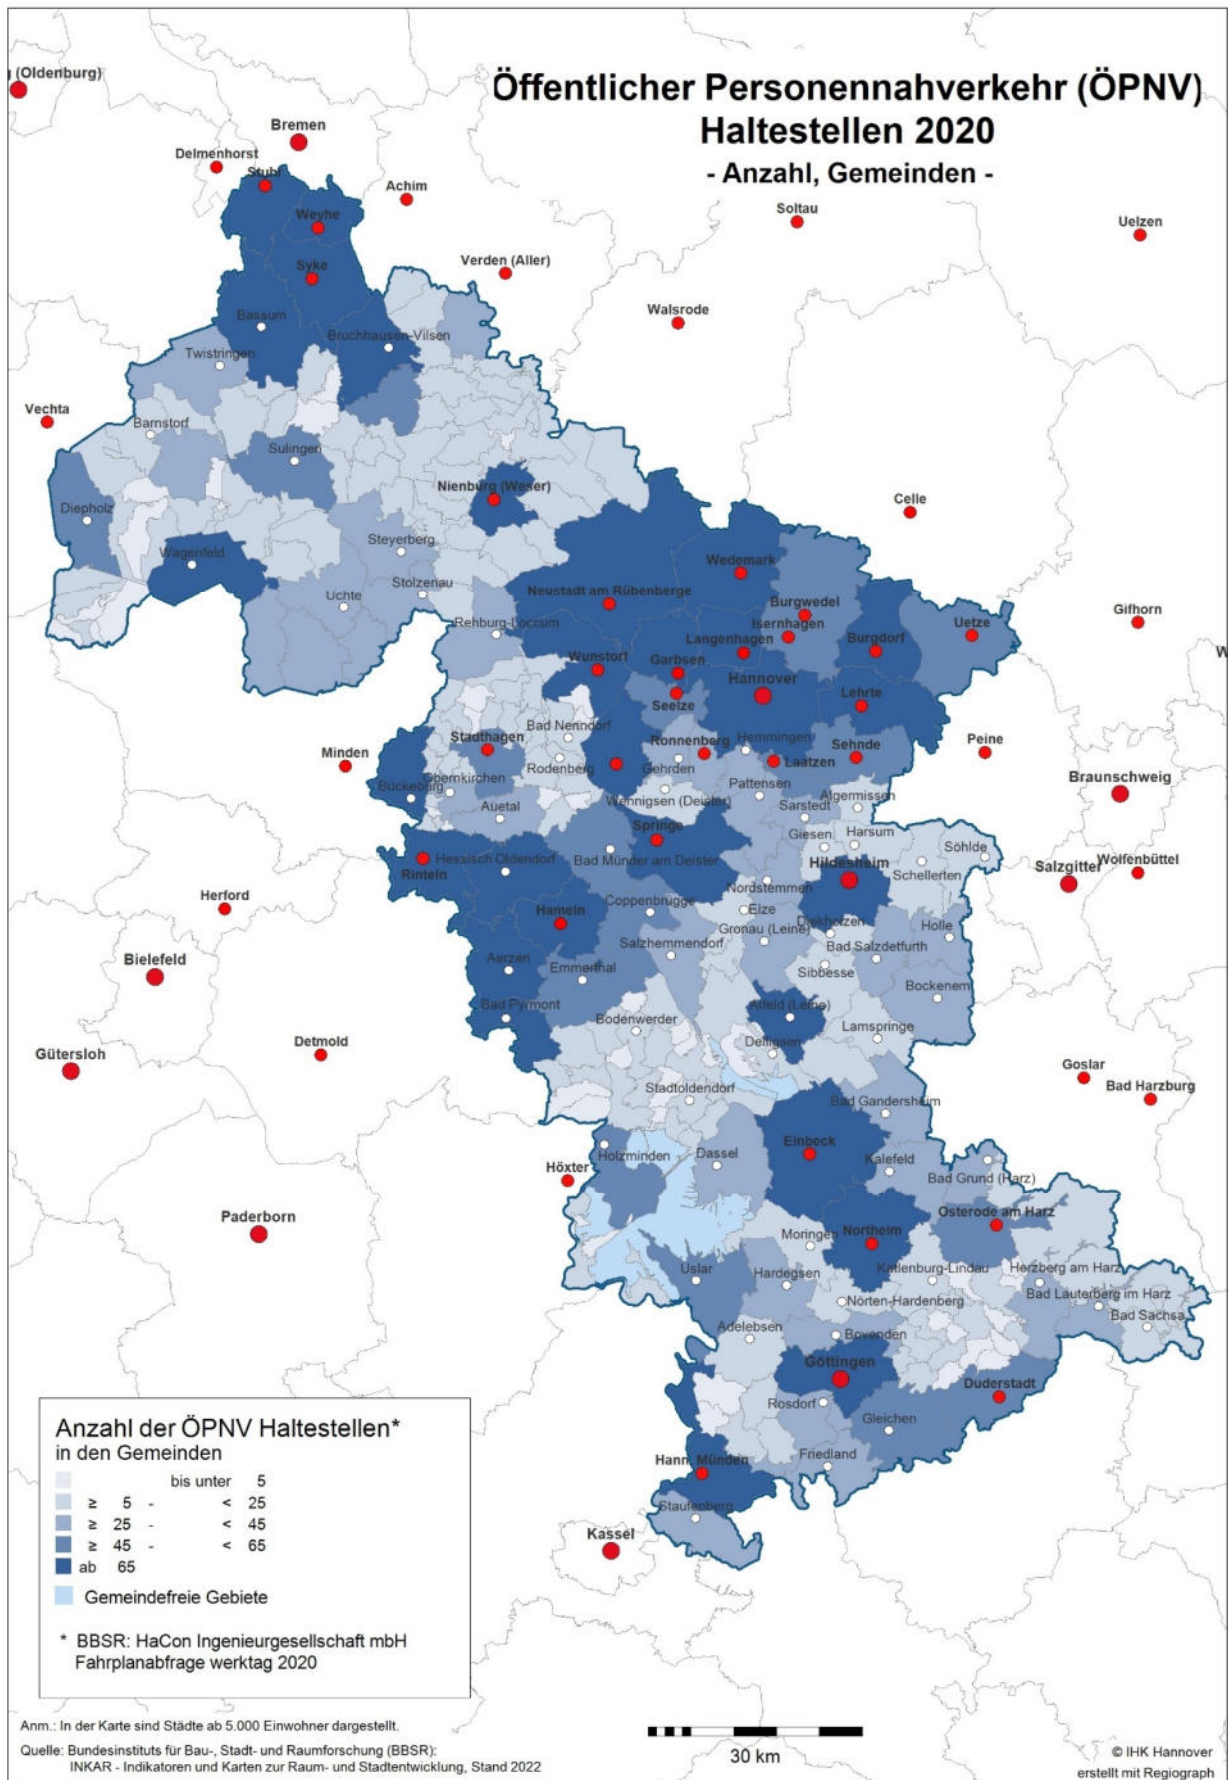 Öffentlicher Personennahverkehr (ÖPNV)
Haltestellen 2020
- Anzahl, Gemeinden -
(Oldenburg)
Bremen
Delmenhorst
Stuhr
Achim
Weyhe
Soltau
Uelzen
Syke
Verden (Aller)
Bassum
Walsrode
Bruchhausen-Vilsen
Twistringen
Vechta
Barnstorf
Sulingen
Nienburg (Weser)
Celle
Diepholz
Steyerberg
Wagenfeld
Wedemark
Stolzenau
Neustadt am Rübenberge
Uchte
Burgwedel
Gifhorn
Rehburg-Loccum
Isernhagen
Uetze
Langenhagen
Burgdorf
Wunstorf
Garbsen
W
Hannover
Lehrte
Seelze
Bad Nenndorf
Stadthagen
Ronnenberg
Hemmingen
Sehnde
Peine
Minden
Rodenberg
Gehrden
Laatzen
Obernkirchen
Pattensen
Braunschweig
Bückeburg
Wennigsen (Deister)
Algermissen
Auetal
Sarstedt
Springe
Giesen
Harsum
Söhlde
Hessisch Oldendorf
Bad Münder am Deister
Hildesheim
Salzgitter
Wolfenbüttel
Rinteln
Schellerten
Herford
Nordstemmen
Coppenbrügge
Hameln
Elze
Diekholzen
Gronau (Leine)
Holle
Salzhemmendorf
Bad Salzdetfurth
Bielefeld
Aerzen
Emmerthal
Sibbesse
Bockenem
Bad Pyrmont
Alfeld (Leine)
Bodenwerder
Lamspringe
Detmold
Delligsen
Gütersloh
Goslar
Bad Harzburg
Stadtoldendorf
Bad Gandersheim
Einbeck
Holzminden
Dassel
Kalefeld
Höxter
Bad Grund (Harz)
Osterode am Harz
Paderborn
Moringen
Northeim
Uslar
Hardegsen
Katlenburg-Lindau
Herzberg am Harz
Bad Lauterberg im Harz
Nörten-Hardenberg
Bad Sachsa
Adelebsen
Bovenden
Göttingen
Duderstadt
Rosdorf
Gleichen
Friedland
Hann. Münden
Staufenberg
Kassel
Anzahl der ÖPNV Haltestellen*
in den Gemeinden
bis unter 5
≥ 5 - < 25
≥ 25 - < 45
≥ 45 - < 65
ab 65
Gemeindefreie Gebiete
* BBSR: HaCon Ingenieurgesellschaft mbH
Fahrplanabfrage werktag 2020
Anm.: In der Karte sind Städte ab 5.000 Einwohner dargestellt.
Quelle: Bundesinstituts für Bau-, Stadt- und Raumforschung (BBSR):
INKAR - Indikatoren und Karten zur Raum- und Stadtentwicklung, Stand 2022
30 km
© IHK Hannover
erstellt mit Regiograph